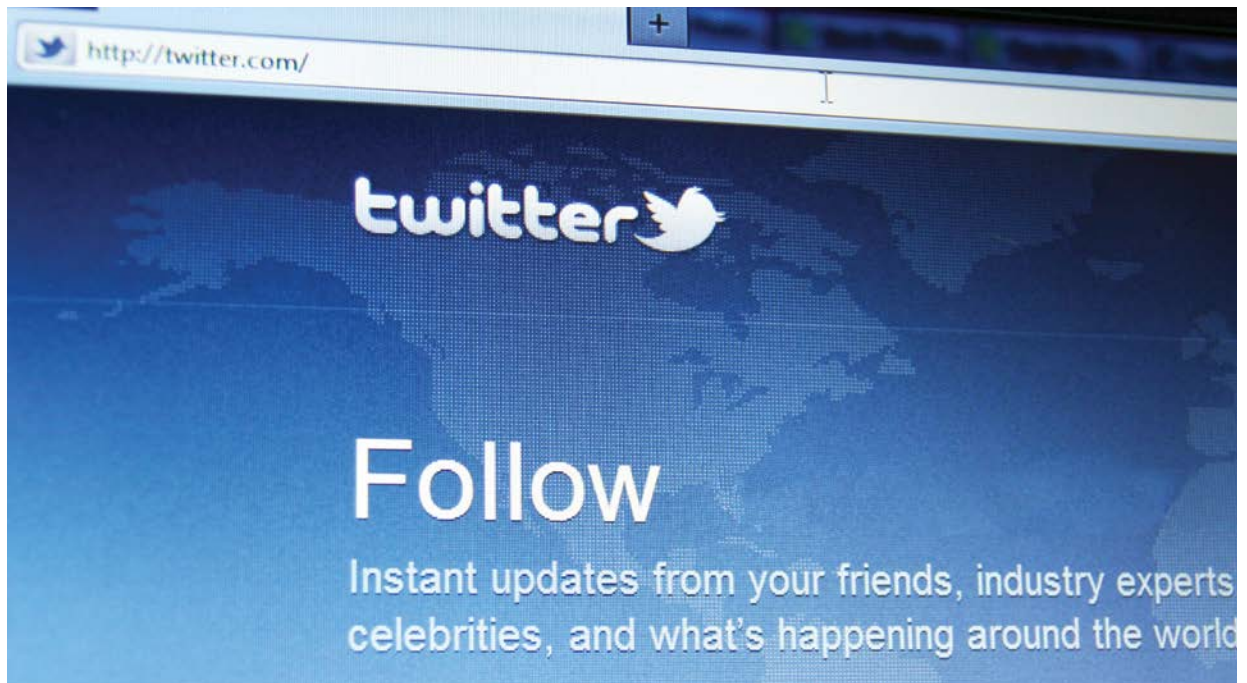 +
http://twitter.com/
twitter
Follow
Instant updates from your friends, industry experts
celebrities, and what's happening around the world